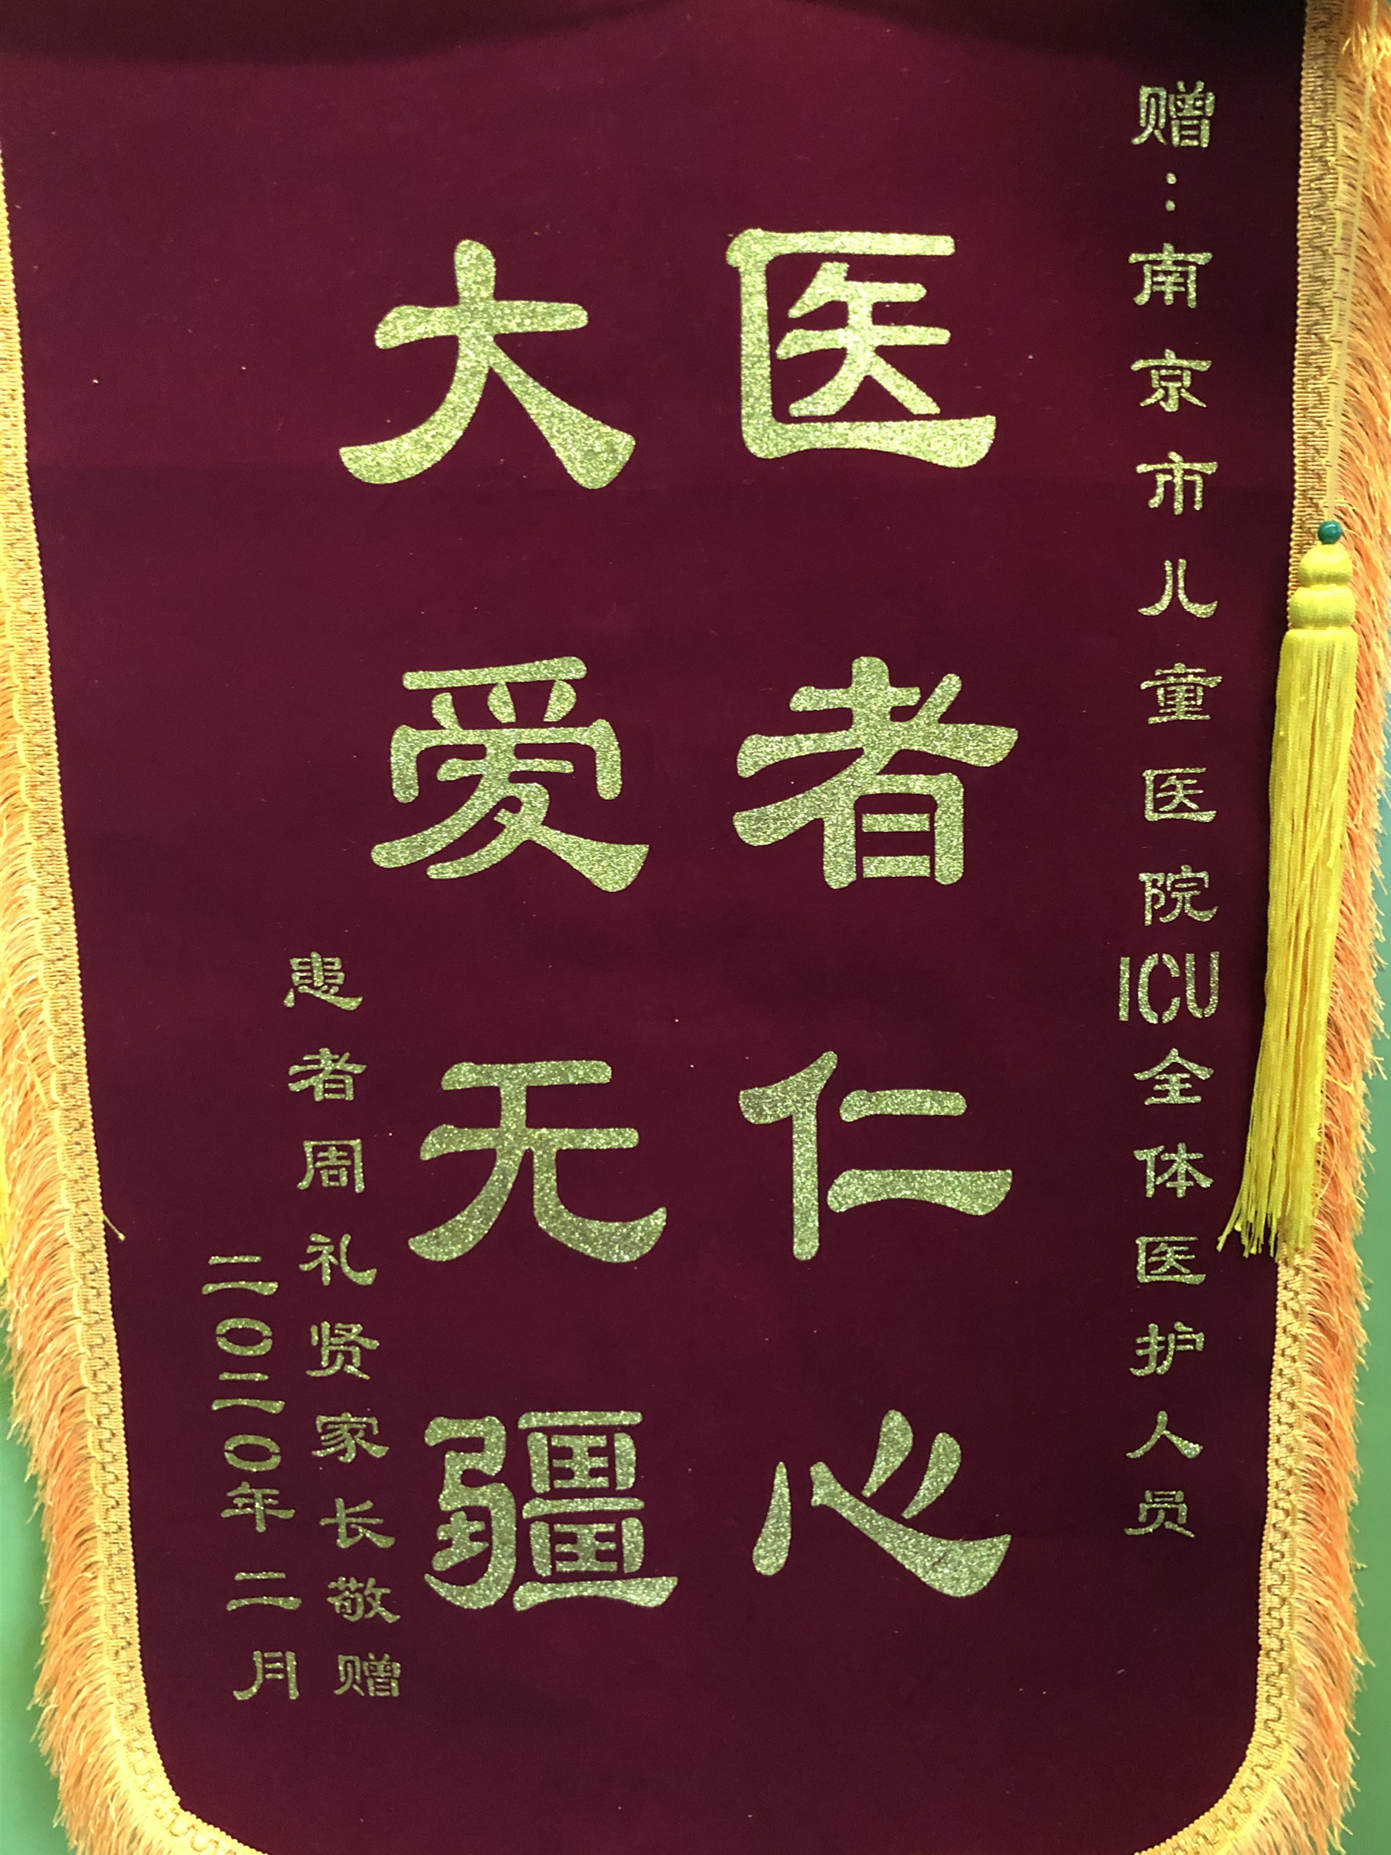 赠：南京市儿童医院ICU全体医护人员
医者仁心
大爱无疆
患者周礼贤家长敬赠
二0二0年二月